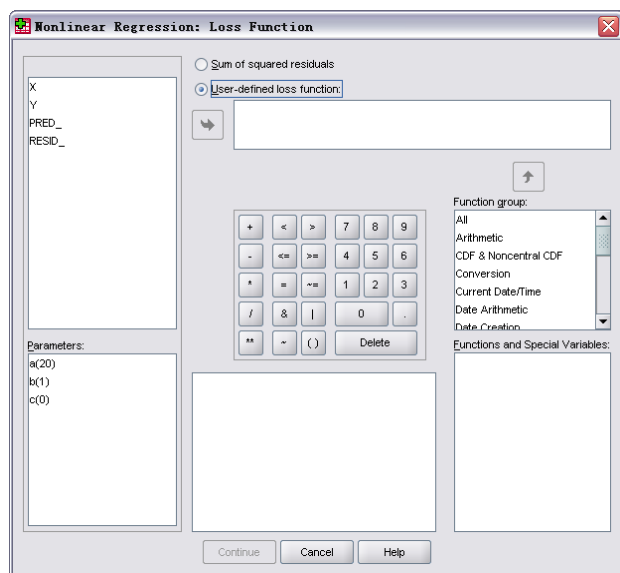 Nonlinear Regression: Loss Function
Sum of squared residuals
User-defined loss function:
X
Y
PRED_
RESID_
Function group:
All
Arithmetic
CDF & Noncentral CDF
Conversion
Current Date/Time
Date Arithmetic
Date Creation
+ < > 7 8 9
- <= >= 4 5 6
* = ~= 1 2 3
/ & | 0 .
** ~ ( ) Delete
Parameters:
a(20)
b(1)
c(0)
Functions and Special Variables:
Continue Cancel Help